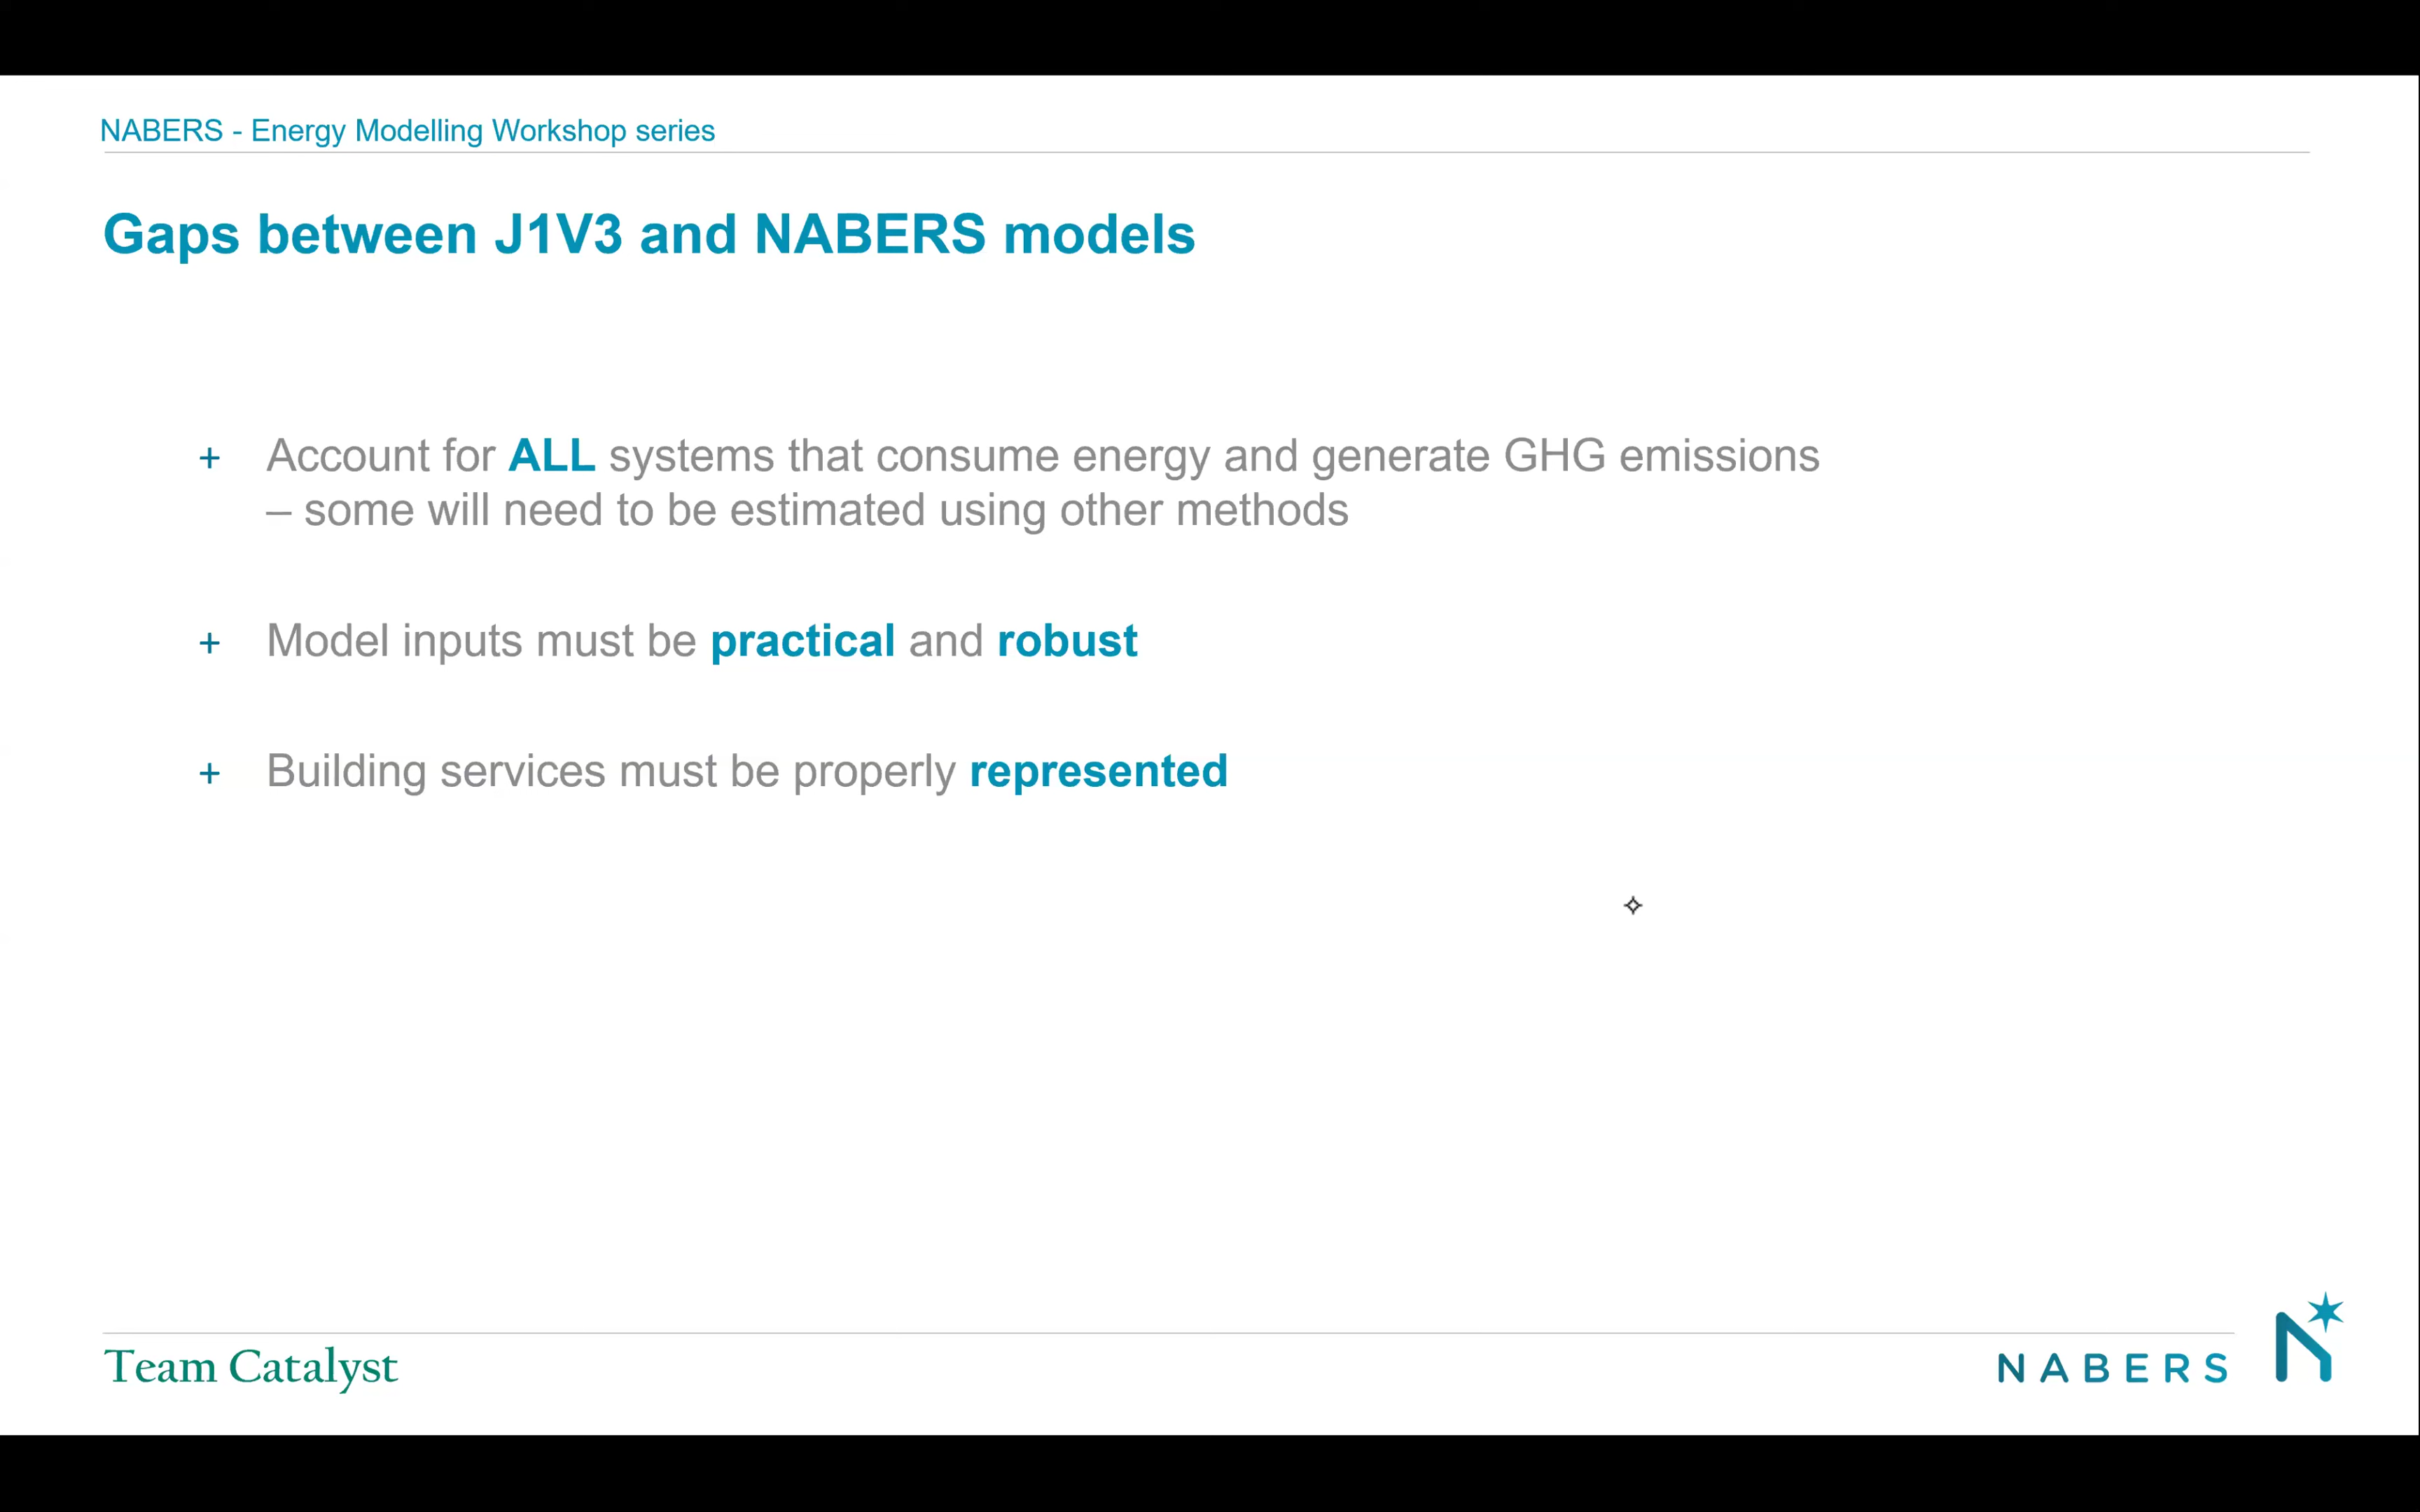 NABERS - Energy Modelling Workshop series
Gaps between J1V3 and NABERS models
+ Account for ALL systems that consume energy and generate GHG emissions
– some will need to be estimated using other methods
+ Model inputs must be practical and robust
+ Building services must be properly represented
Team Catalyst
NABERS